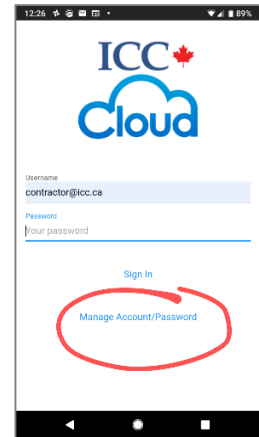 12:26 89%
ICC
Cloud
Username
contractor@icc.ca
Password
Your password
Sign In
Manage Account/Password